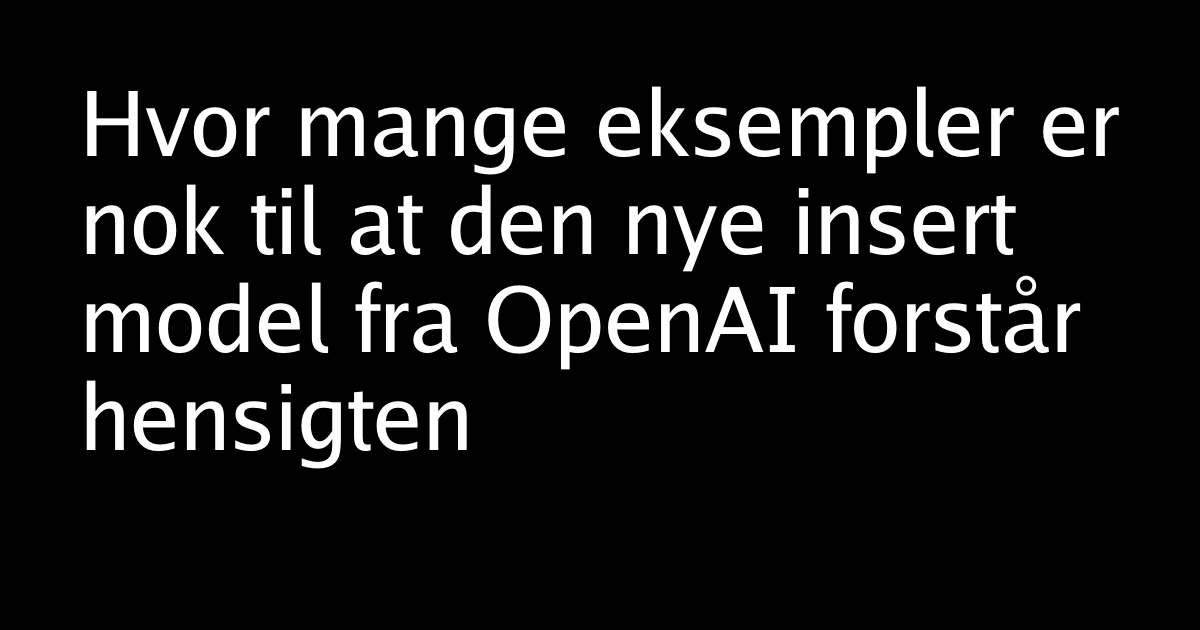 Hvor mange eksempler er
nok til at den nye insert
model fra OpenAI forstår
hensigten